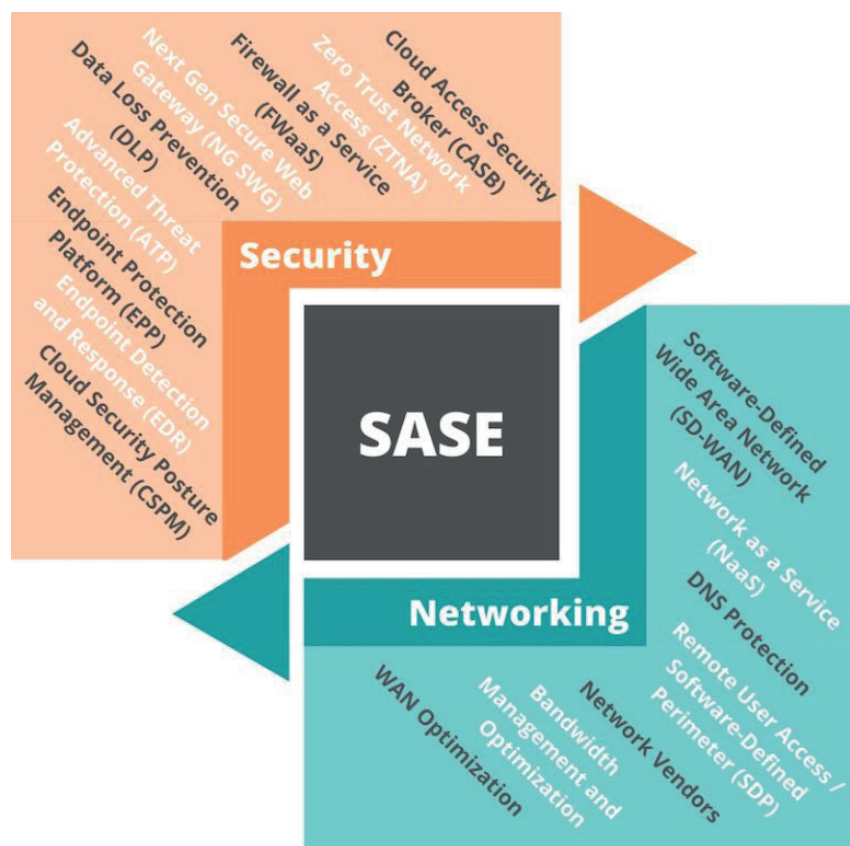 Cloud Access Security
Broker (CASB)
Zero Trust Network
Access (ZTNA)
Firewall as a Service
(FWaaS)
Next Gen Secure Web
Gateway (NG SWG)
Data Loss Prevention
(DLP)
Advanced Threat
Protection (ATP)
Endpoint Protection
Platform (EPP)
Endpoint Detection
and Response (EDR)
Cloud Security Posture
Management (CSPM)
Security
SASE
Networking
Software-Defined
Wide Area Network
(SD-WAN)
Network as a Service
(NaaS)
DNS Protection
Remote User Access /
Software-Defined
Perimeter (SDP)
Network Vendors
Bandwidth
Management and
Optimization
WAN Optimization